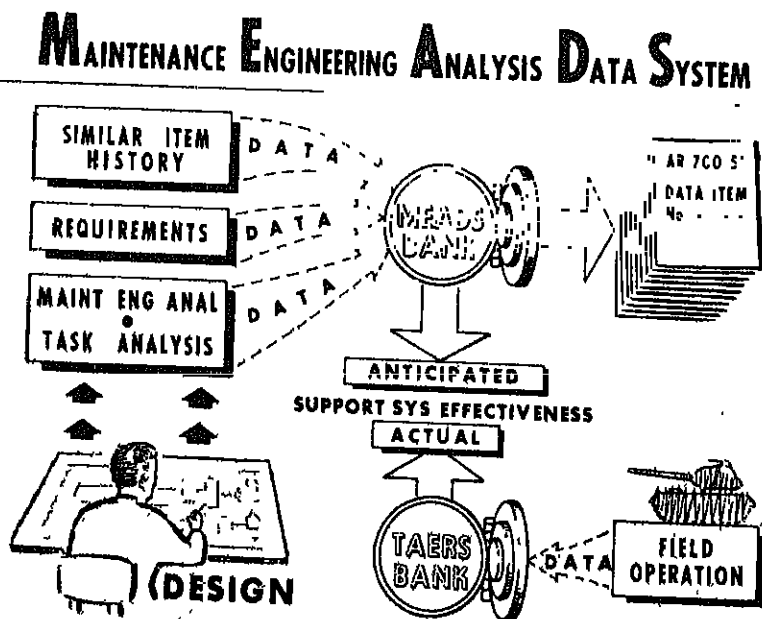 MAINTENANCE ENGINEERING ANALYSIS DATA SYSTEM
SIMILAR ITEM
HISTORY
DATA
REQUIREMENTS
DATA
MAINT ENG ANAL
TASK ANALYSIS
DATA
MEADS
BANK
DATA ITEM
No
ANTICIPATED
SUPPORT SYS EFFECTIVENESS
ACTUAL
DESIGN
TAERS
BANK
DATA
FIELD
OPERATION